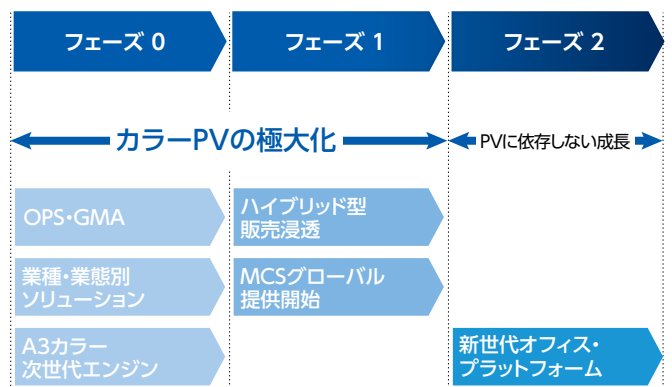 フェーズ 0
フェーズ 1
フェーズ 2
カラーPVの極大化
PVに依存しない成長
OPS・GMA
ハイブリッド型
販売浸透
業種・業態別
ソリューション
MCSグローバル
提供開始
A3カラー
次世代エンジン
新世代オフィス・
プラットフォーム